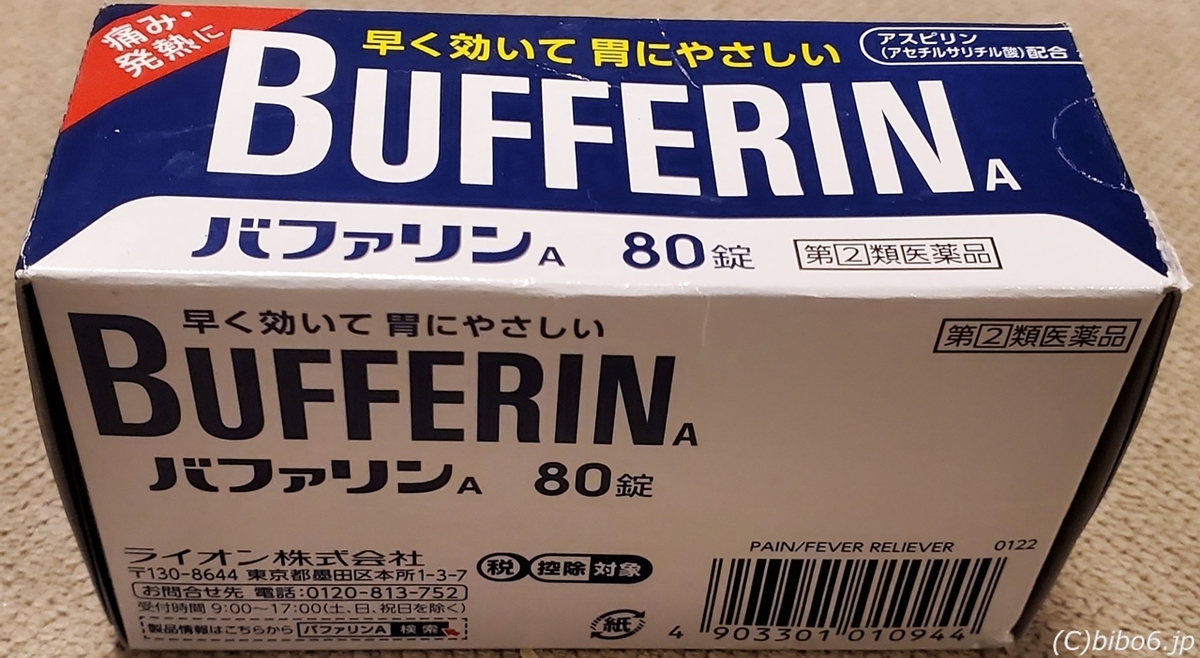 痛み・
発熱に
早く効いて 胃にやさしい
アスピリン
(アセチルサリチル酸)配合
BUFFERIN A
バファリンA 80錠 第②類医薬品
早く効いて 胃にやさしい
第②類医薬品
BUFFERIN A
バファリンA 80錠
ライオン株式会社
〒130-8644 東京都墨田区本所1-3-7
お問合せ先 電話:0120-813-752
受付時間 9:00〜17:00(土、日、祝日を除く)
製品情報はこちらから バファリンA 検索
税 控除 対象
紙
PAIN/FEVER RELIEVER 0122
4 903301 010944
(C)bibo6.jp